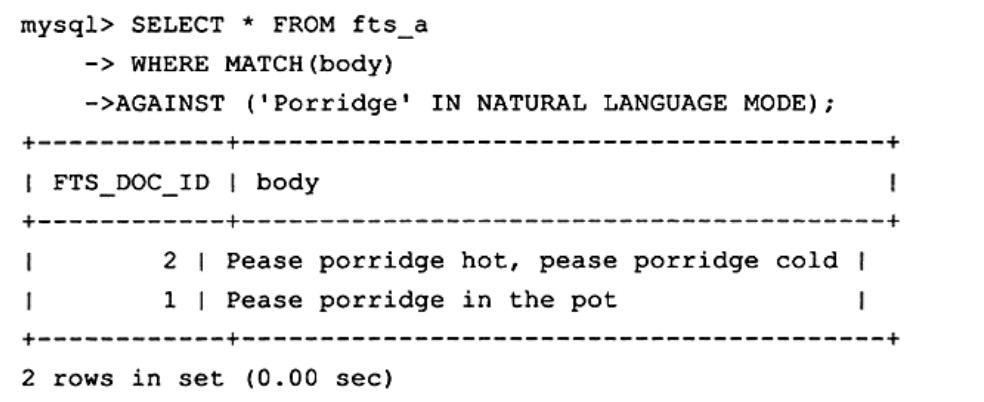 mysql> SELECT * FROM fts_a
    -> WHERE MATCH(body)
    ->AGAINST ('Porridge' IN NATURAL LANGUAGE MODE);
+------------+------------------------------------------+
| FTS_DOC_ID | body                                     |
+------------+------------------------------------------+
|         2 | Pease porridge hot, pease porridge cold |
|         1 | Pease porridge in the pot               |
+------------+------------------------------------------+
2 rows in set (0.00 sec)